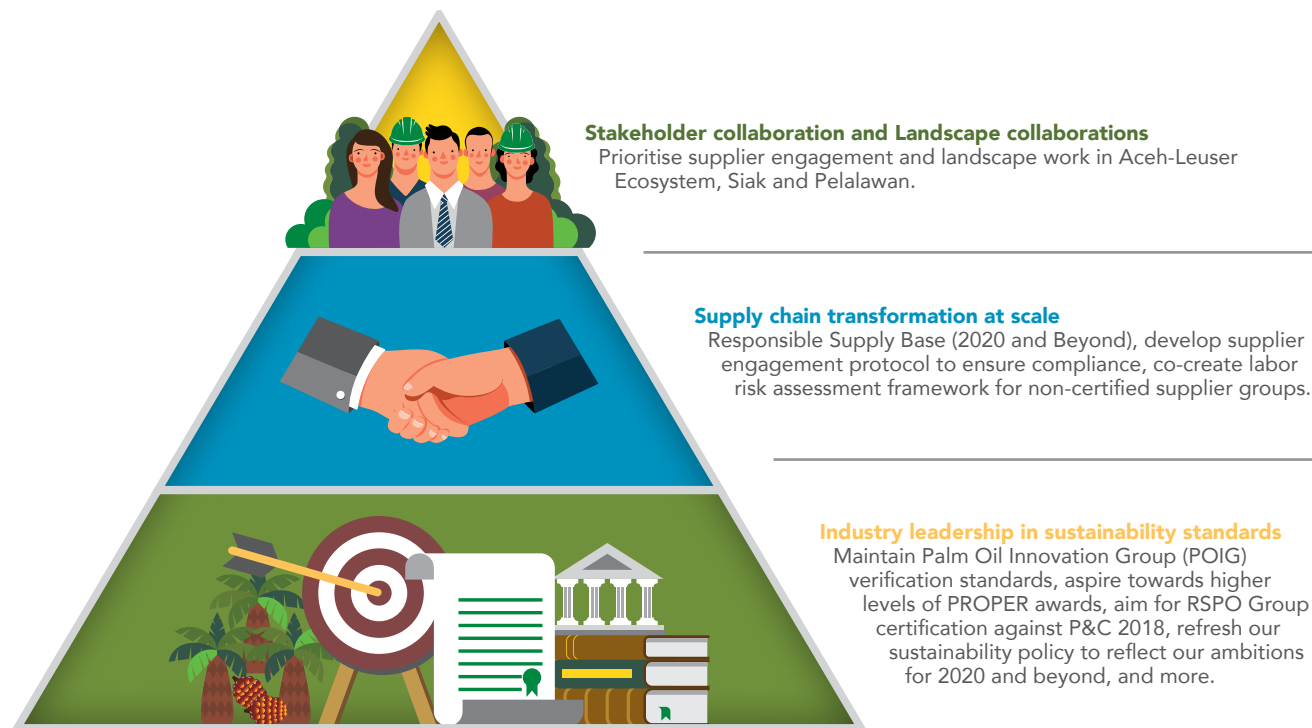 Stakeholder collaboration and Landscape collaborations
Prioritise supplier engagement and landscape work in Aceh-Leuser
Ecosystem, Siak and Pelalawan.
Supply chain transformation at scale
Responsible Supply Base (2020 and Beyond), develop supplier
engagement protocol to ensure compliance, co-create labor
risk assessment framework for non-certified supplier groups.
Industry leadership in sustainability standards
Maintain Palm Oil Innovation Group (POIG)
verification standards, aspire towards higher
levels of PROPER awards, aim for RSPO Group
certification against P&C 2018, refresh our
sustainability policy to reflect our ambitions
for 2020 and beyond, and more.